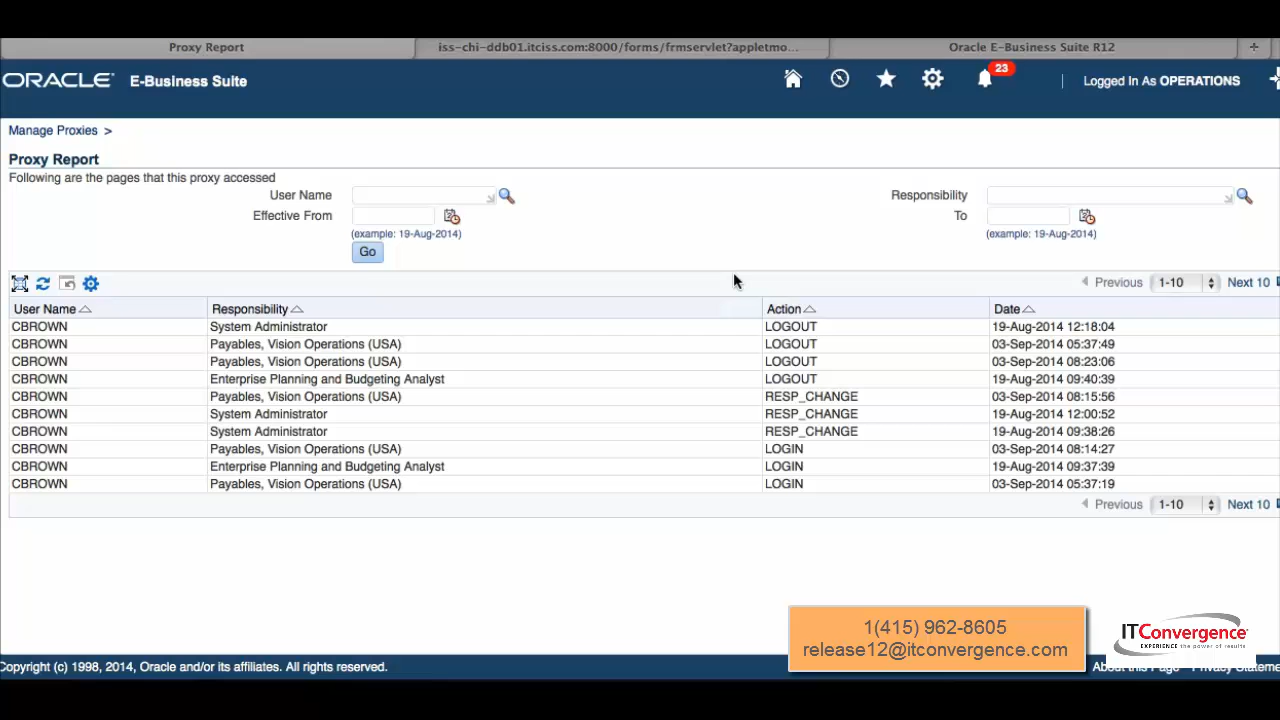 Proxy Report
iss-chi-ddb01.itciss.com:8000/forms/frmservlet?appletmo...
Oracle E-Business Suite R12
+
ORACLE E-Business Suite
23
Logged In As OPERATIONS
Manage Proxies >
Proxy Report
Following are the pages that this proxy accessed
User Name
Responsibility
Effective From
To
(example: 19-Aug-2014)
(example: 19-Aug-2014)
Go
Previous 1-10 Next 10
User Name Responsibility Action Date
CBROWN System Administrator LOGOUT 19-Aug-2014 12:18:04
CBROWN Payables, Vision Operations (USA) LOGOUT 03-Sep-2014 05:37:49
CBROWN Payables, Vision Operations (USA) LOGOUT 03-Sep-2014 08:23:06
CBROWN Enterprise Planning and Budgeting Analyst LOGOUT 19-Aug-2014 09:40:39
CBROWN Payables, Vision Operations (USA) RESP_CHANGE 03-Sep-2014 08:15:56
CBROWN System Administrator RESP_CHANGE 19-Aug-2014 12:00:52
CBROWN System Administrator RESP_CHANGE 19-Aug-2014 09:38:26
CBROWN Payables, Vision Operations (USA) LOGIN 03-Sep-2014 08:14:27
CBROWN Enterprise Planning and Budgeting Analyst LOGIN 19-Aug-2014 09:37:39
CBROWN Payables, Vision Operations (USA) LOGIN 03-Sep-2014 05:37:19
Previous 1-10 Next 10
1(415) 962-8605
release12@itconvergence.com
ITConvergence
EXPERIENCE the power of results
Copyright (c) 1998, 2014, Oracle and/or its affiliates. All rights reserved.
About this Page Privacy Stateme